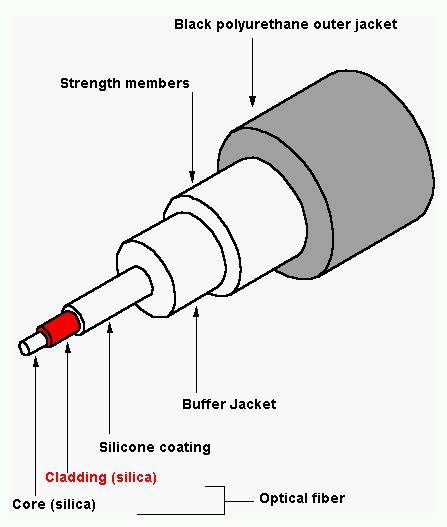 Black polyurethane outer jacket
Strength members
Buffer Jacket
Silicone coating
Cladding (silica)
Core (silica)
Optical fiber